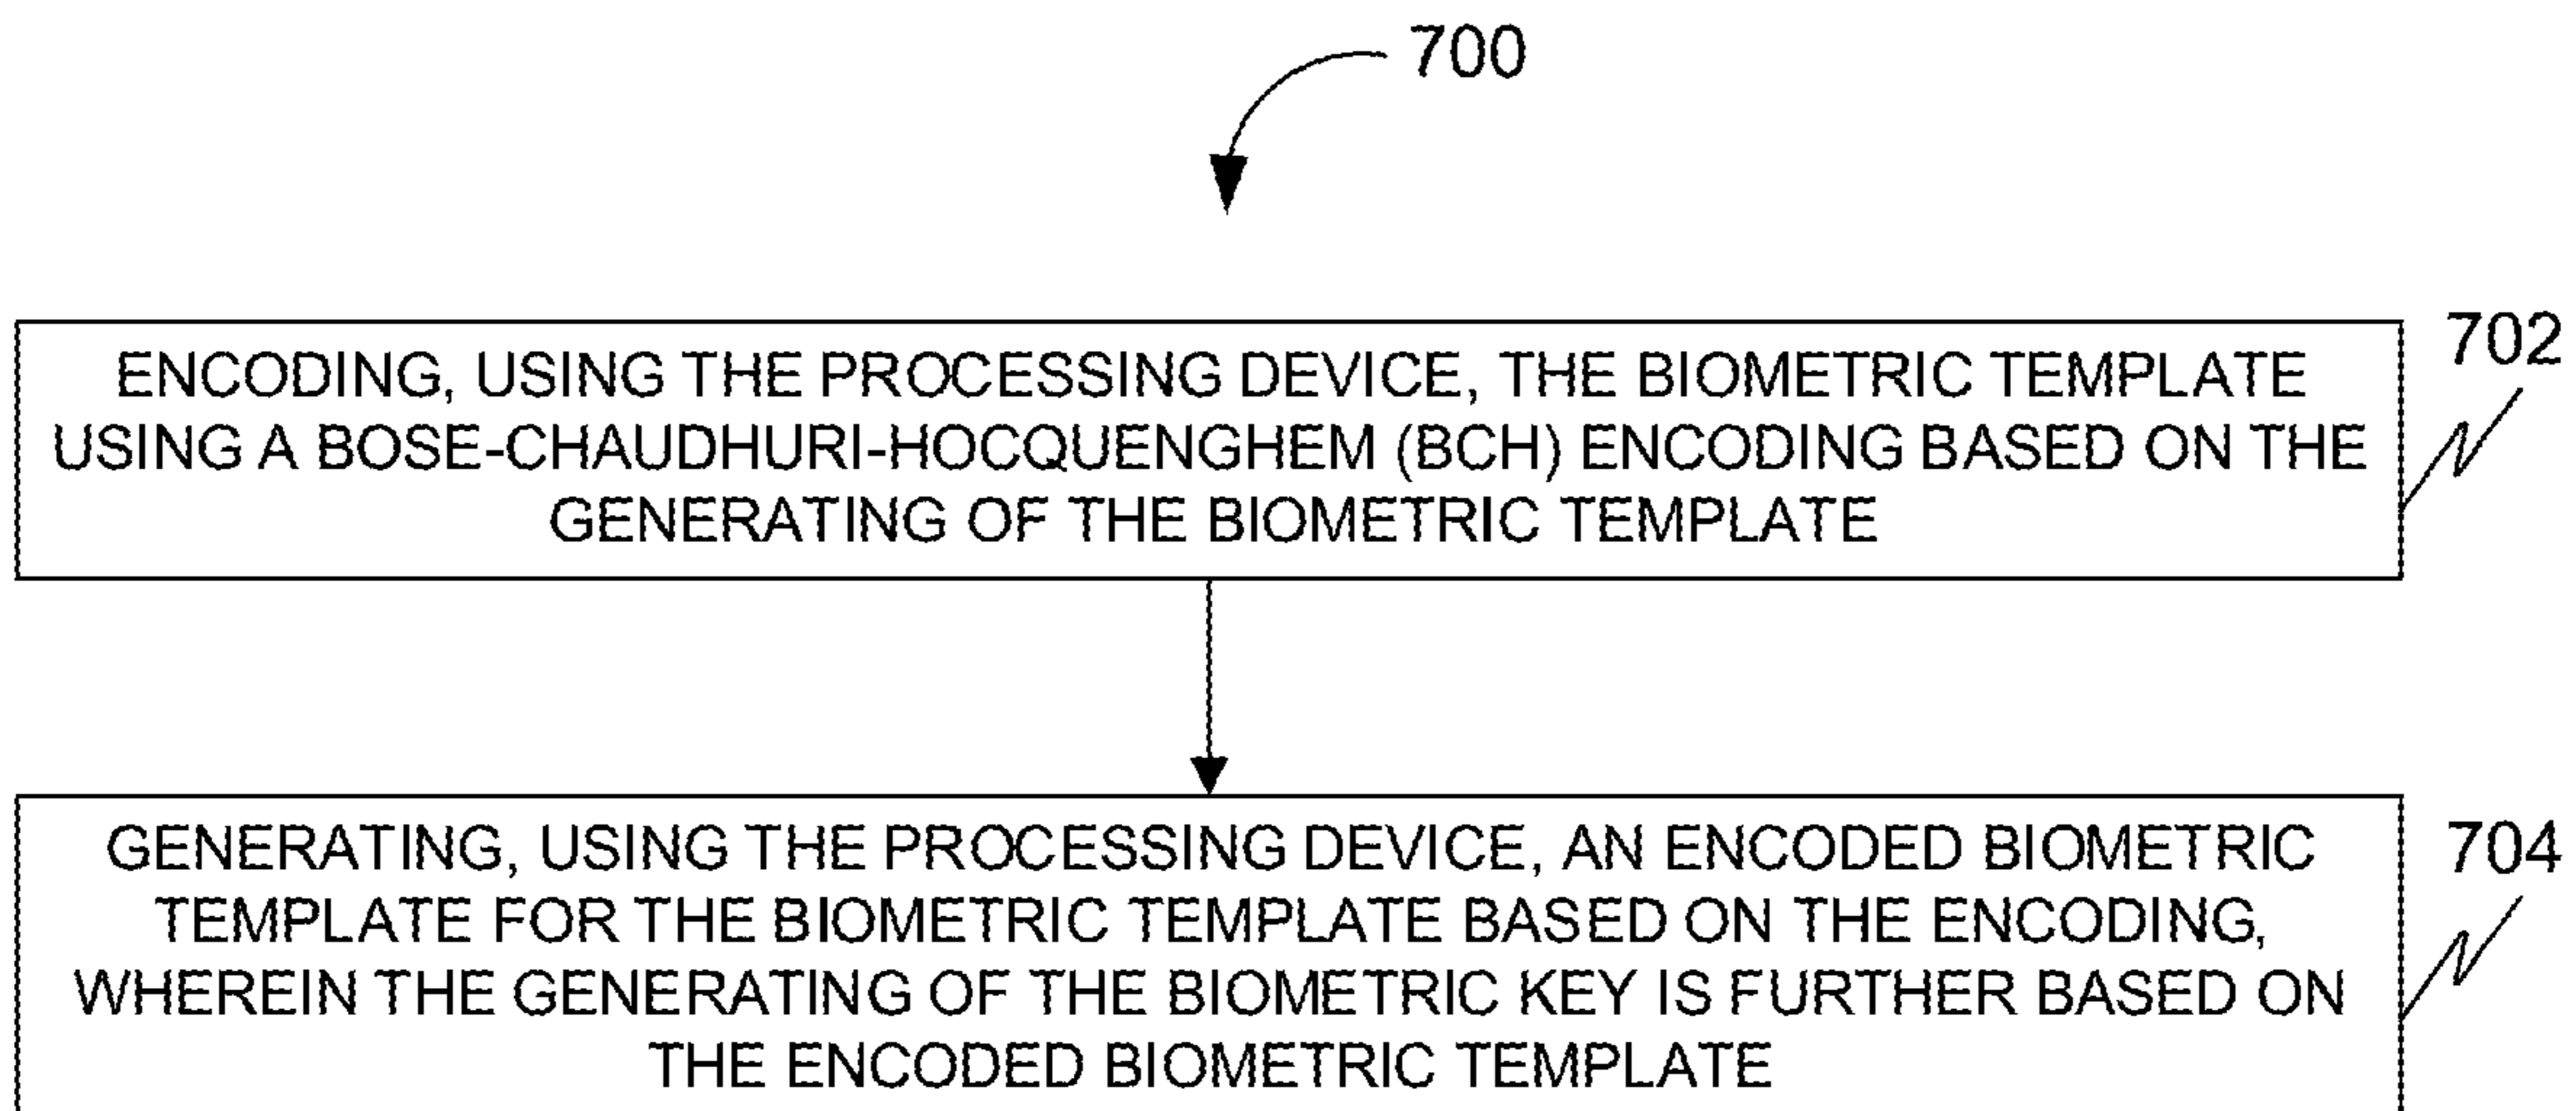 700
702
ENCODING, USING THE PROCESSING DEVICE, THE BIOMETRIC TEMPLATE
USING A BOSE-CHAUDHURI-HOCQUENGHEM (BCH) ENCODING BASED ON THE
GENERATING OF THE BIOMETRIC TEMPLATE
704
GENERATING, USING THE PROCESSING DEVICE, AN ENCODED BIOMETRIC
TEMPLATE FOR THE BIOMETRIC TEMPLATE BASED ON THE ENCODING,
WHEREIN THE GENERATING OF THE BIOMETRIC KEY IS FURTHER BASED ON
THE ENCODED BIOMETRIC TEMPLATE